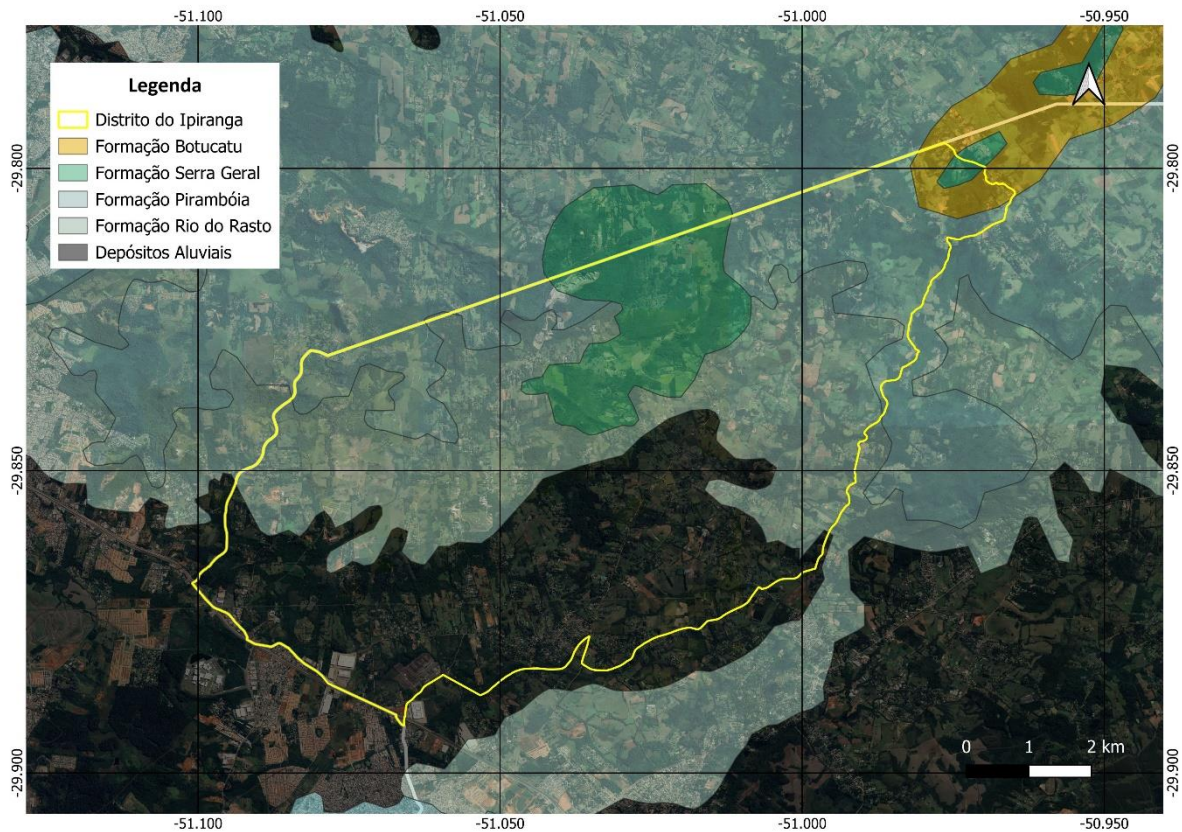 -51.100
-51.050
-51.000
-50.950
Legenda
Distrito do Ipiranga
Formação Botucatu
Formação Serra Geral
Formação Pirambóia
Formação Rio do Rasto
Depósitos Aluviais
-29.800
-29.800
-29.850
-29.850
0 1 2 km
-29.900
-29.900
-51.100
-51.050
-51.000
-50.950